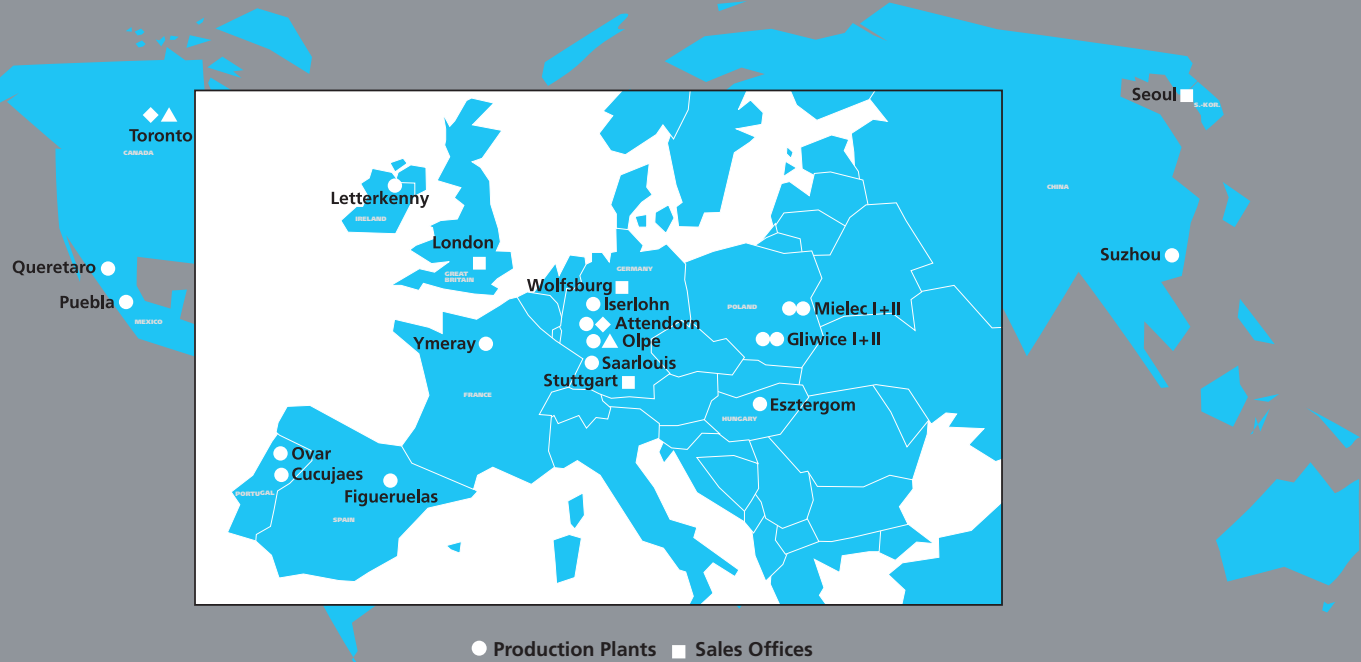 Seoul
S.-KOR.
Toronto
CANADA
CHINA
Letterkenny
IRELAND
London
GREAT
BRITAIN
Suzhou
Queretaro
GERMANY
Wolfsburg
Puebla
MEXICO
Iserlohn
POLAND
Mielec I+II
Attendorn
Ymeray
Olpe
Gliwice I+II
Saarlouis
Stuttgart
FRANCE
Esztergom
HUNGARY
Ovar
Cucujaes
PORTUGAL
Figueruelas
SPAIN
Production Plants Sales Offices